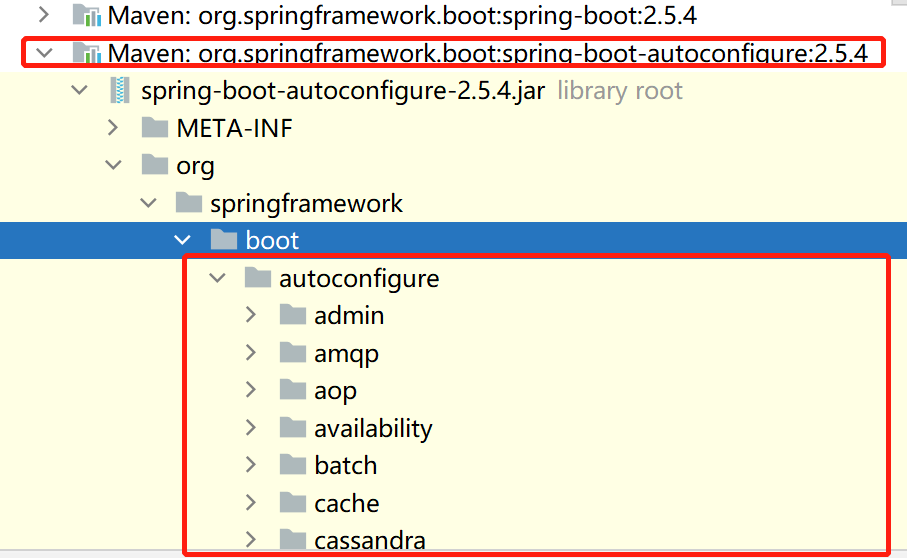 Maven: org.springframework.boot:spring-boot:2.5.4
Maven: org.springframework.boot:spring-boot-autoconfigure:2.5.4
spring-boot-autoconfigure-2.5.4.jar library root
META-INF
org
springframework
boot
autoconfigure
admin
amqp
aop
availability
batch
cache
cassandra